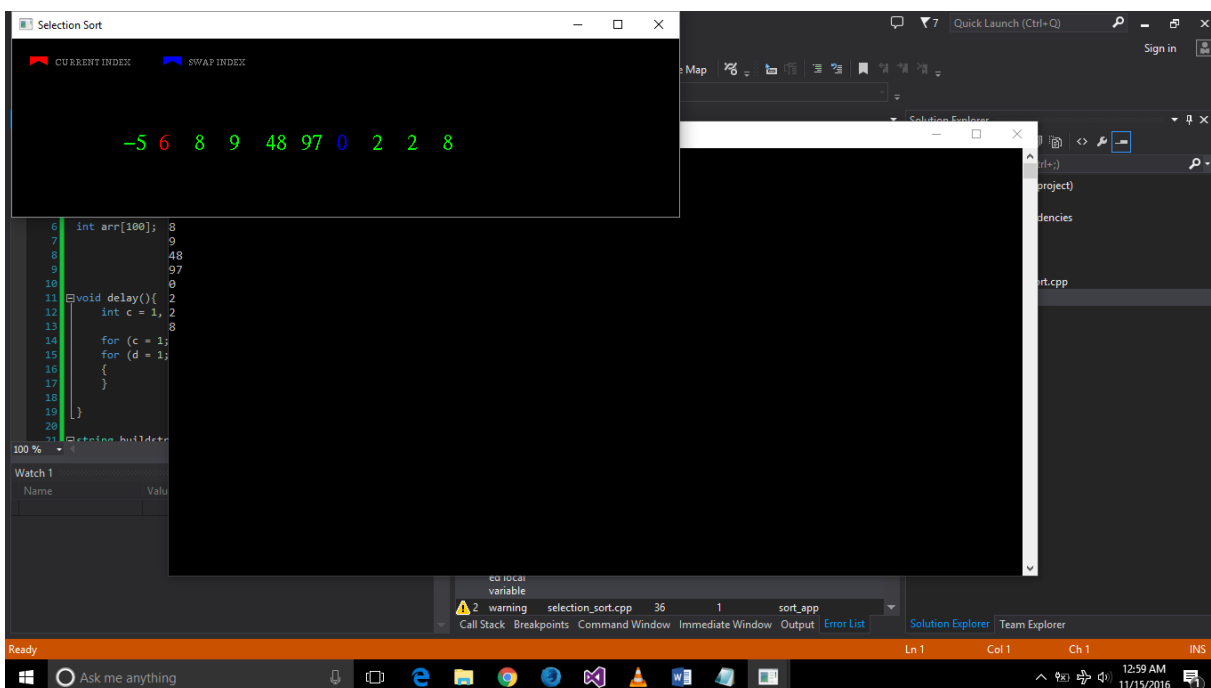 Selection Sort
7 Quick Launch (Ctrl+Q)
Sign in
CURRENT INDEX SWAP INDEX
Map
Solution Explorer
-5 6 8 9 48 97 0 2 2 8
project)
dencies
6 int arr[100]; 8
7 9
8 48
9 97
10 0
ort.cpp
11 void delay(){ 2
12 int c = 1, 2
13 8
14 for (c = 1;
15 for (d = 1;
16 {
17 }
18
19 }
20
21 string buildstr
100 %
Watch 1
Name Valu
ed local
variable
2 warning selection_sort.cpp 36 1 sort_app
Call Stack Breakpoints Command Window Immediate Window Output Error List Solution Explorer Team Explorer
Ready Ln 1 Col 1 Ch 1 INS
Ask me anything
12:59 AM
11/15/2016